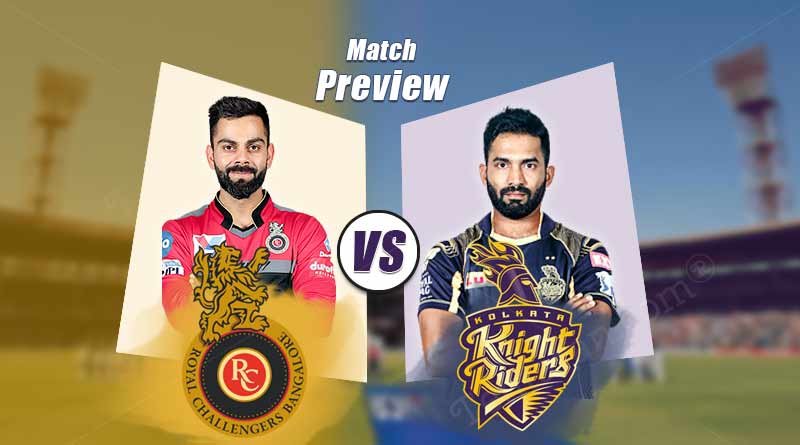 Match
Preview
VS
RC
ROYAL CHALLENGERS BANGALORE
KOLKATA
Knight
Riders